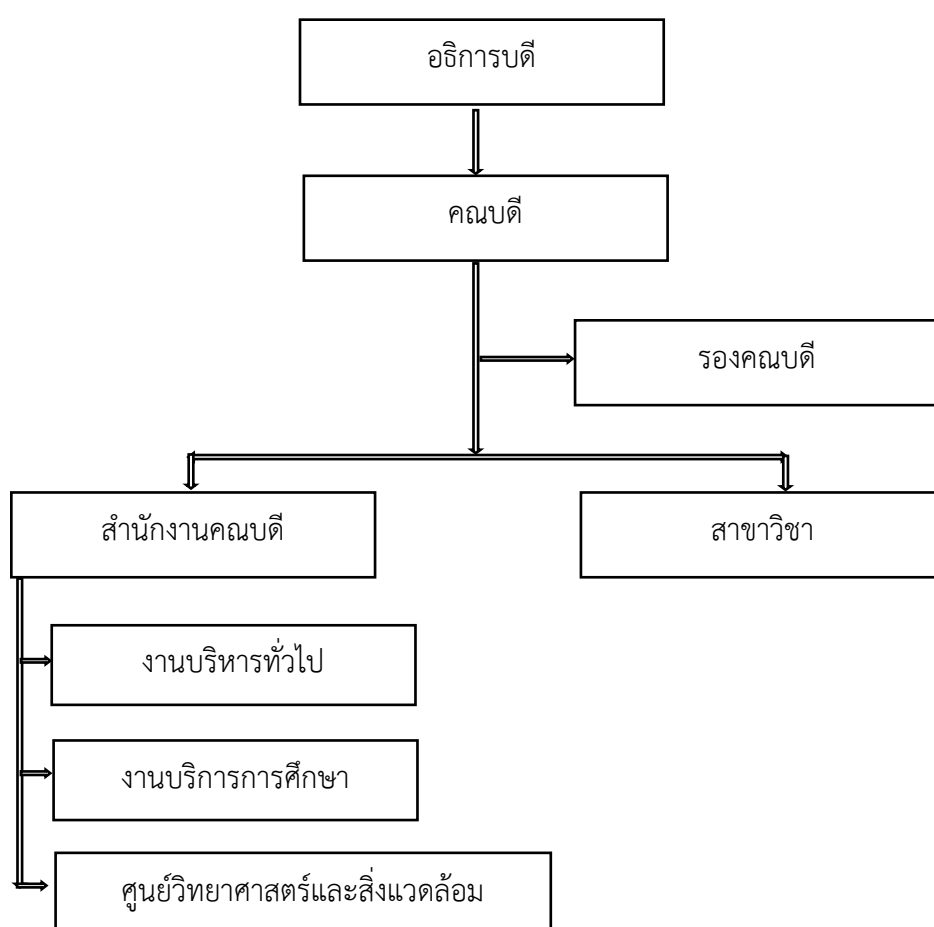 อธิการบดี
คณบดี
รองคณบดี
สำนักงานคณบดี
สาขาวิชา
งานบริหารทั่วไป
งานบริการการศึกษา
ศูนย์วิทยาศาสตร์และสิ่งแวดล้อม